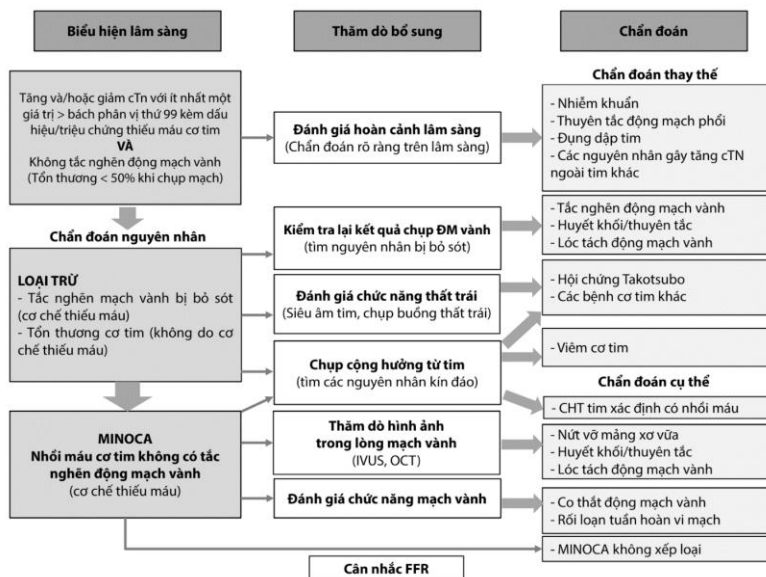 Biểu hiện lâm sàng
Thăm dò bổ sung
Chẩn đoán
Tăng và/hoặc giảm cTn với ít nhất một
giá trị > bách phân vị thứ 99 kèm dấu
hiệu/triệu chứng thiếu máu cơ tim
VÀ
Không tắc nghẽn động mạch vành
(Tổn thương < 50% khi chụp mạch)
Đánh giá hoàn cảnh lâm sàng
(Chẩn đoán rõ ràng trên lâm sàng)
Chẩn đoán thay thế
- Nhiễm khuẩn
- Thuyên tắc động mạch phổi
- Đụng dập tim
- Các nguyên nhân gây tăng cTN
ngoài tim khác
Chẩn đoán nguyên nhân
Kiểm tra lại kết quả chụp ĐM vành
(tìm nguyên nhân bị bỏ sót)
- Tắc nghẽn động mạch vành
- Huyết khối/thuyên tắc
- Lóc tách động mạch vành
LOẠI TRỪ
- Tắc nghẽn mạch vành bị bỏ sót
(cơ chế thiếu máu)
- Tổn thương cơ tim (không do cơ
chế thiếu máu)
Đánh giá chức năng thất trái
(Siêu âm tim, chụp buồng thất trái)
- Hội chứng Takotsubo
- Các bệnh cơ tim khác
Chụp cộng hưởng từ tim
(tìm các nguyên nhân kín đáo)
- Viêm cơ tim
Chẩn đoán cụ thể
- CHT tim xác định có nhồi máu
MINOCA
Nhồi máu cơ tim không có tắc
nghẽn động mạch vành
(cơ chế thiếu máu)
Thăm dò hình ảnh
trong lòng mạch vành
(IVUS, OCT)
- Nứt vỡ mảng xơ vữa
- Huyết khối/thuyên tắc
- Lóc tách động mạch vành
Đánh giá chức năng mạch vành
- Co thắt động mạch vành
- Rối loạn tuần hoàn vi mạch
- MINOCA không xếp loại
Cân nhắc FFR